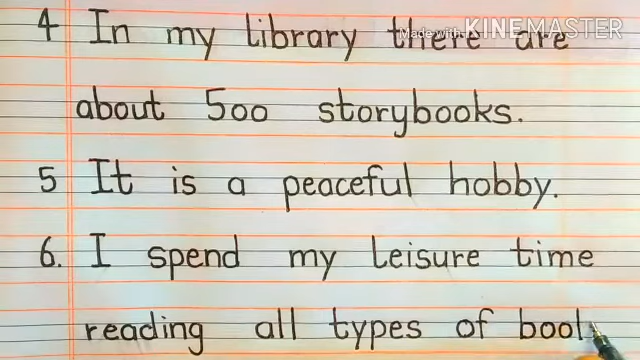 4 In my library there are
Made with KINEMASTER
about 500 storybooks.
5 It is a peaceful hobby.
6. I spend my leisure time
reading all types of bool